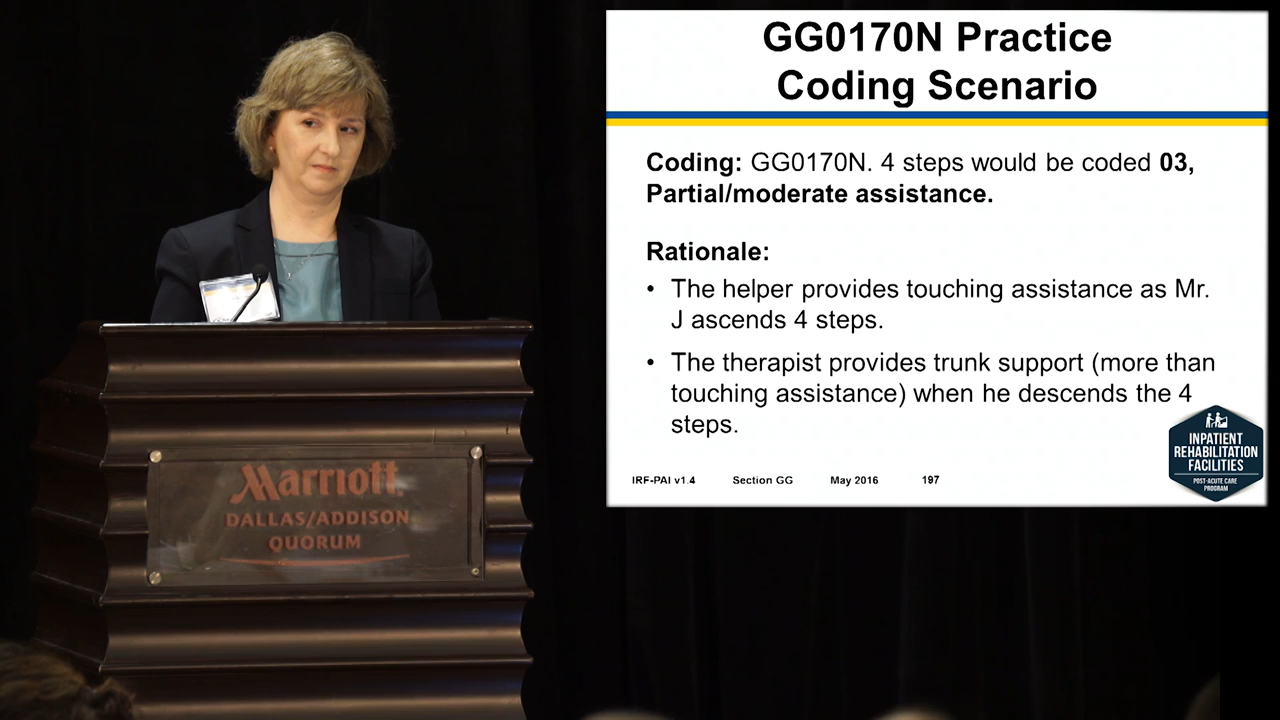 GG0170N Practice
Coding Scenario
Coding: GG0170N. 4 steps would be coded 03,
Partial/moderate assistance.
Rationale:
• The helper provides touching assistance as Mr.
J ascends 4 steps.
• The therapist provides trunk support (more than
touching assistance) when he descends the 4
steps.
IRF-PAI v1.4 Section GG May 2016 197
INPATIENT
REHABILITATION
FACILITIES
POST-ACUTE CARE
PROGRAM
Marriott
DALLAS/ADDISON
QUORUM